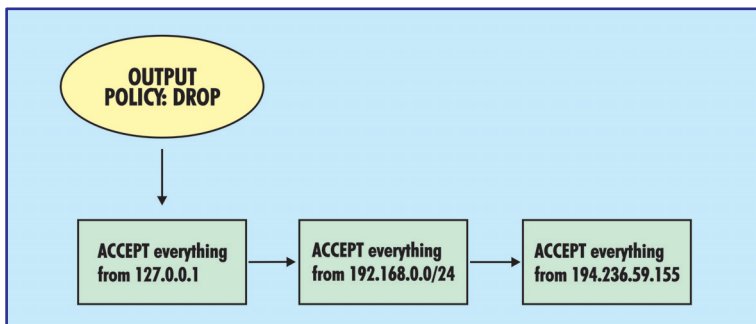 OUTPUT
POLICY: DROP
ACCEPT everything
from 127.0.0.1
ACCEPT everything
from 192.168.0.0/24
ACCEPT everything
from 194.236.59.155